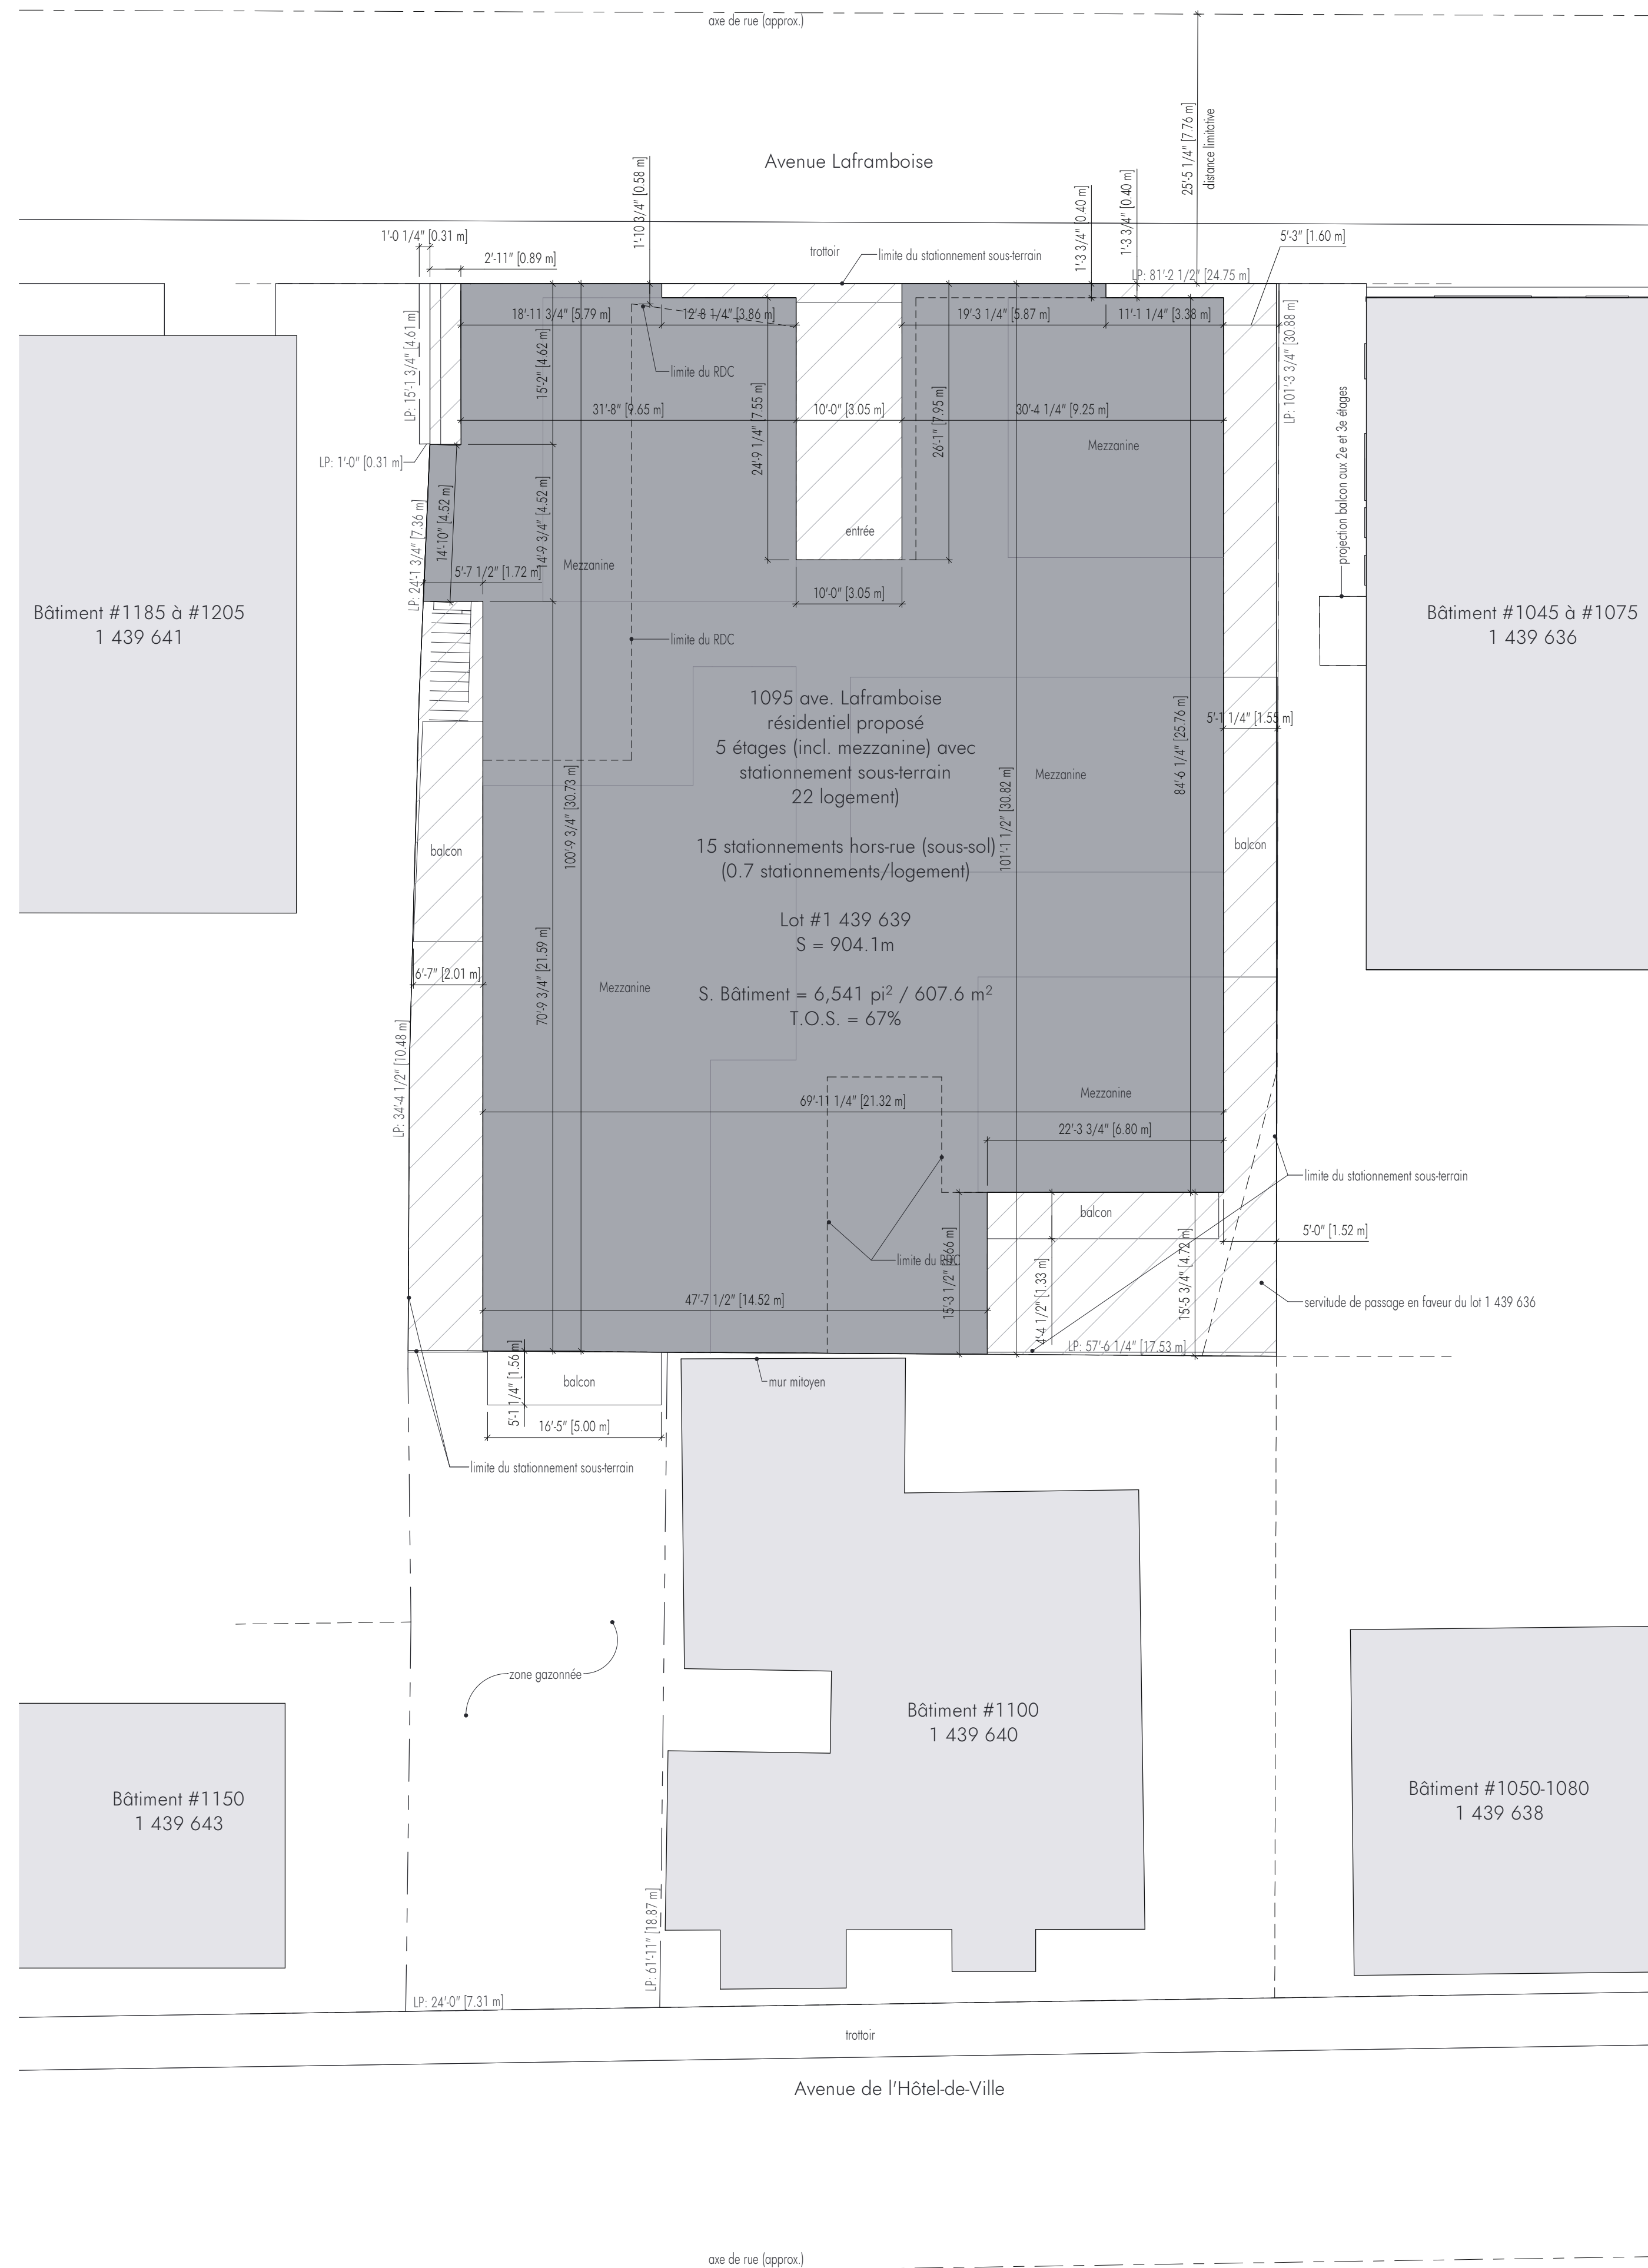 axe de rue (approx.)
25'-5 1/4" [7.76 m]
distance limitative
Avenue Laframboise
1'-10 3/4" [0.58 m]
1'-3 3/4" [0.40 m]
1'-3 3/4" [0.40 m]
1'-0 1/4" [0.31 m]
2'-11" [0.89 m]
trottoir
limite du stationnement sous-terrain
5'-3" [1.60 m]
LP: 81'-2 1/2" [24.75 m]
18'-11 3/4" [5.79 m]
12'-8 1/4" [3.86 m]
19'-3 1/4" [5.87 m]
11'-1 1/4" [3.38 m]
LP: 15'-1 3/4" [4.61 m]
15'-2" [4.62 m]
limite du RDC
LP: 101'-3 3/4" [30.88 m]
31'-8" [9.65 m]
24'-9 1/4" [7.55 m]
10'-0" [3.05 m]
26'-1" [7.95 m]
30'-4 1/4" [9.25 m]
Mezzanine
projection balcon aux 2e et 3e étages
LP: 1'-0" [0.31 m]
LP: 24'-1 3/4" [7.36 m]
14'-10" [4.52 m]
14'-9 3/4" [4.52 m]
entrée
5'-7 1/2" [1.72 m]
Mezzanine
10'-0" [3.05 m]
Bâtiment #1185 à #1205
1 439 641
Bâtiment #1045 à #1075
1 439 636
limite du RDC
1095 ave. Laframboise
résidentiel proposé
5 étages (incl. mezzanine) avec
stationnement sous-terrain
22 logement)
15 stationnements hors-rue (sous-sol)
(0.7 stationnements/logement)
Lot #1 439 639
S = 904.1m
S. Bâtiment = 6,541 pi² / 607.6 m²
T.O.S. = 67%
84'-6 1/4" [25.76 m]
5'-1 1/4" [1.55 m]
Mezzanine
100'-9 3/4" [30.73 m]
101'-1 1/2" [30.82 m]
balcon
balcon
6'-7" [2.01 m]
70'-9 3/4" [21.59 m]
Mezzanine
LP: 34'-4 1/2" [10.48 m]
Mezzanine
69'-11 1/4" [21.32 m]
22'-3 3/4" [6.80 m]
limite du stationnement sous-terrain
balcon
5'-0" [1.52 m]
limite du RDC
15'-3 1/2" [4.66 m]
4'-4 1/2" [1.33 m]
15'-5 3/4" [4.72 m]
servitude de passage en faveur du lot 1 439 636
47'-7 1/2" [14.52 m]
LP: 57'-6 1/4" [17.53 m]
5'-1 1/4" [1.56 m]
balcon
mur mitoyen
16'-5" [5.00 m]
limite du stationnement sous-terrain
zone gazonnée
Bâtiment #1100
1 439 640
Bâtiment #1150
1 439 643
Bâtiment #1050-1080
1 439 638
LP: 61'-11" [18.87 m]
LP: 24'-0" [7.31 m]
trottoir
Avenue de l'Hôtel-de-Ville
axe de rue (approx.)